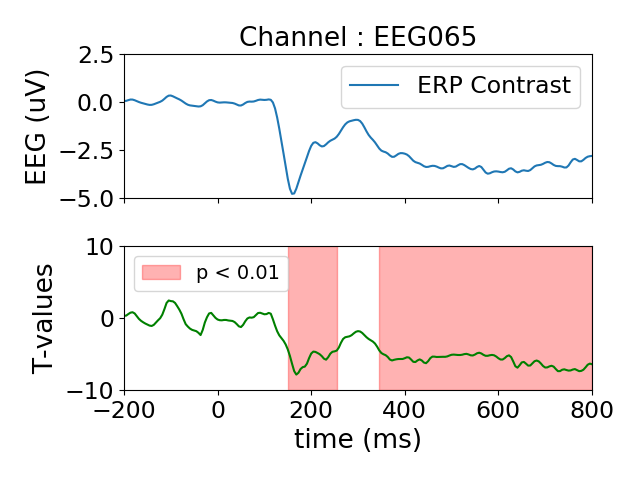 Channel : EEG065
2.5
0.0
−2.5
−5.0
EEG (uV)
ERP Contrast
10
0
−10
T-values
p < 0.01
−200 0 200 400 600 800
time (ms)